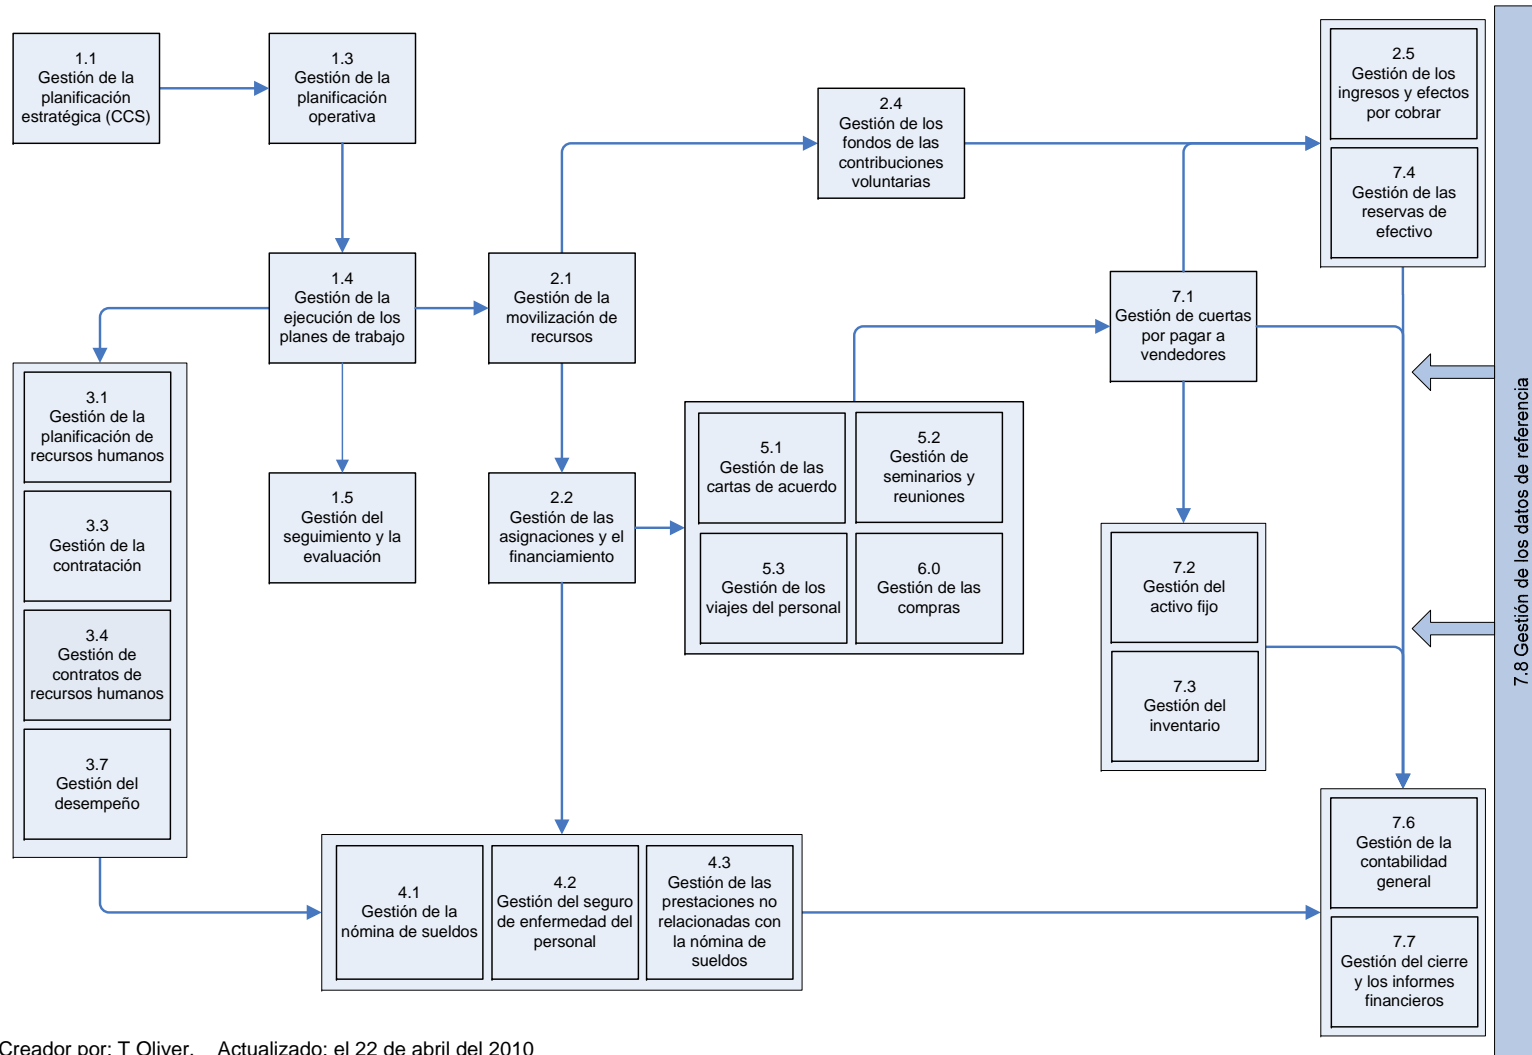 1.1
Gestión de la
planificación
estratégica (CCS)
1.3
Gestión de la
planificación
operativa
2.4
Gestión de los
fondos de las
contribuciones
voluntarias
2.5
Gestión de los
ingresos y efectos
por cobrar
7.4
Gestión de las
reservas de
efectivo
1.4
Gestión de la
ejecución de los
planes de trabajo
2.1
Gestión de la
movilización de
recursos
7.1
Gestión de cuertas
por pagar a
vendedores
3.1
Gestión de la
planificación de
recursos humanos
3.3
Gestión de la
contratación
3.4
Gestión de
contratos de
recursos humanos
3.7
Gestión del
desempeño
1.5
Gestión del
seguimiento y la
evaluación
2.2
Gestión de las
asignaciones y el
financiamiento
5.1
Gestión de las
cartas de acuerdo
5.2
Gestión de
seminarios y
reuniones
5.3
Gestión de los
viajes del personal
6.0
Gestión de las
compras
7.2
Gestión del
activo fijo
7.3
Gestión del
inventario
4.1
Gestión de la
nómina de sueldos
4.2
Gestión del seguro
de enfermedad del
personal
4.3
Gestión de las
prestaciones no
relacionadas con
la nómina de
sueldos
7.6
Gestión de la
contabilidad
general
7.7
Gestión del cierre
y los informes
financieros
7.8 Gestión de los datos de referencia
Creador por: T Oliver. Actualizado: el 22 de abril del 2010